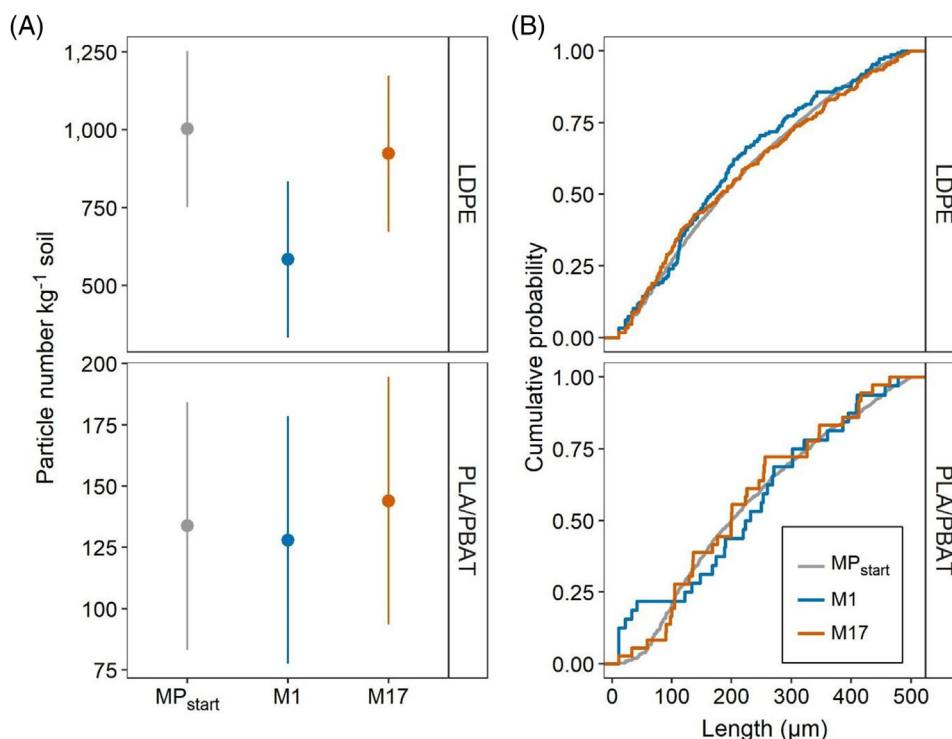 (A)
Particle number kg⁻¹ soil
1,250
1,000
750
500
LDPE
200
175
150
125
100
75
PLA/PBAT
MPstart
M1
M17
(B)
Cumulative probability
1.00
0.75
0.50
0.25
0.00
LDPE
1.00
0.75
0.50
0.25
0.00
PLA/PBAT
MPstart
M1
M17
0
100
200
300
400
500
Length (µm)